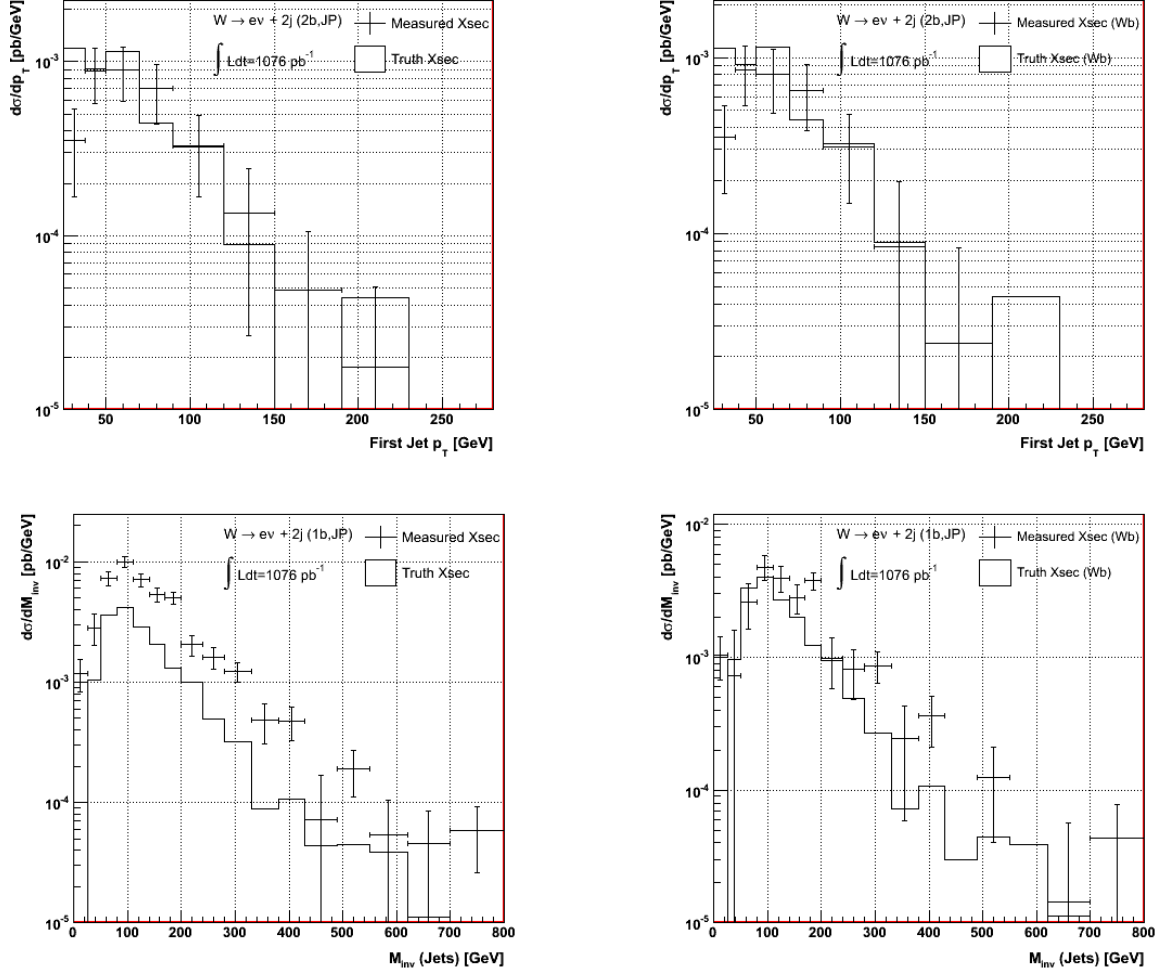 W → eν + 2j (2b,JP)
Measured Xsec
∫ Ldt=1076 pb⁻¹
Truth Xsec
dσ/dp_T [pb/GeV]
10⁻³
10⁻⁴
10⁻⁵
50 100 150 200 250
First Jet p_T [GeV]
W → eν + 2j (2b,JP)
Measured Xsec (Wb)
∫ Ldt=1076 pb⁻¹
Truth Xsec (Wb)
dσ/dp_T [pb/GeV]
10⁻³
10⁻⁴
10⁻⁵
50 100 150 200 250
First Jet p_T [GeV]
W → eν + 2j (1b,JP)
Measured Xsec
∫ Ldt=1076 pb⁻¹
Truth Xsec
dσ/dM_inv [pb/GeV]
10⁻²
10⁻³
10⁻⁴
10⁻⁵
0 100 200 300 400 500 600 700 800
M_inv (Jets) [GeV]
W → eν + 2j (1b,JP)
Measured Xsec (Wb)
∫ Ldt=1076 pb⁻¹
Truth Xsec (Wb)
dσ/dM_inv [pb/GeV]
10⁻²
10⁻³
10⁻⁴
10⁻⁵
0 100 200 300 400 500 600 700 800
M_inv (Jets) [GeV]